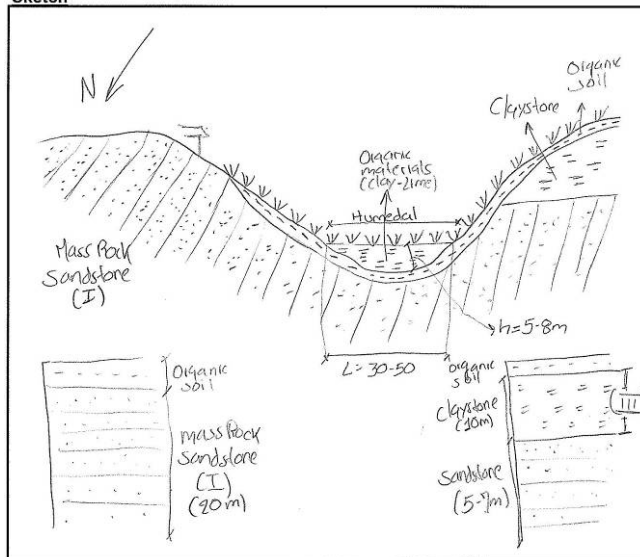 Sketch
N
Organic
soil
Claystone
Organic
materials
(clay-lime)
Humedal
Mass Rock
Sandstone
(I)
h=5-8m
L=30-50
Organic
soil
Mass Rock
Sandstone
(I)
(20m)
organic
soil
Claystone
(10m)
III
Sandstone
(5-7m)